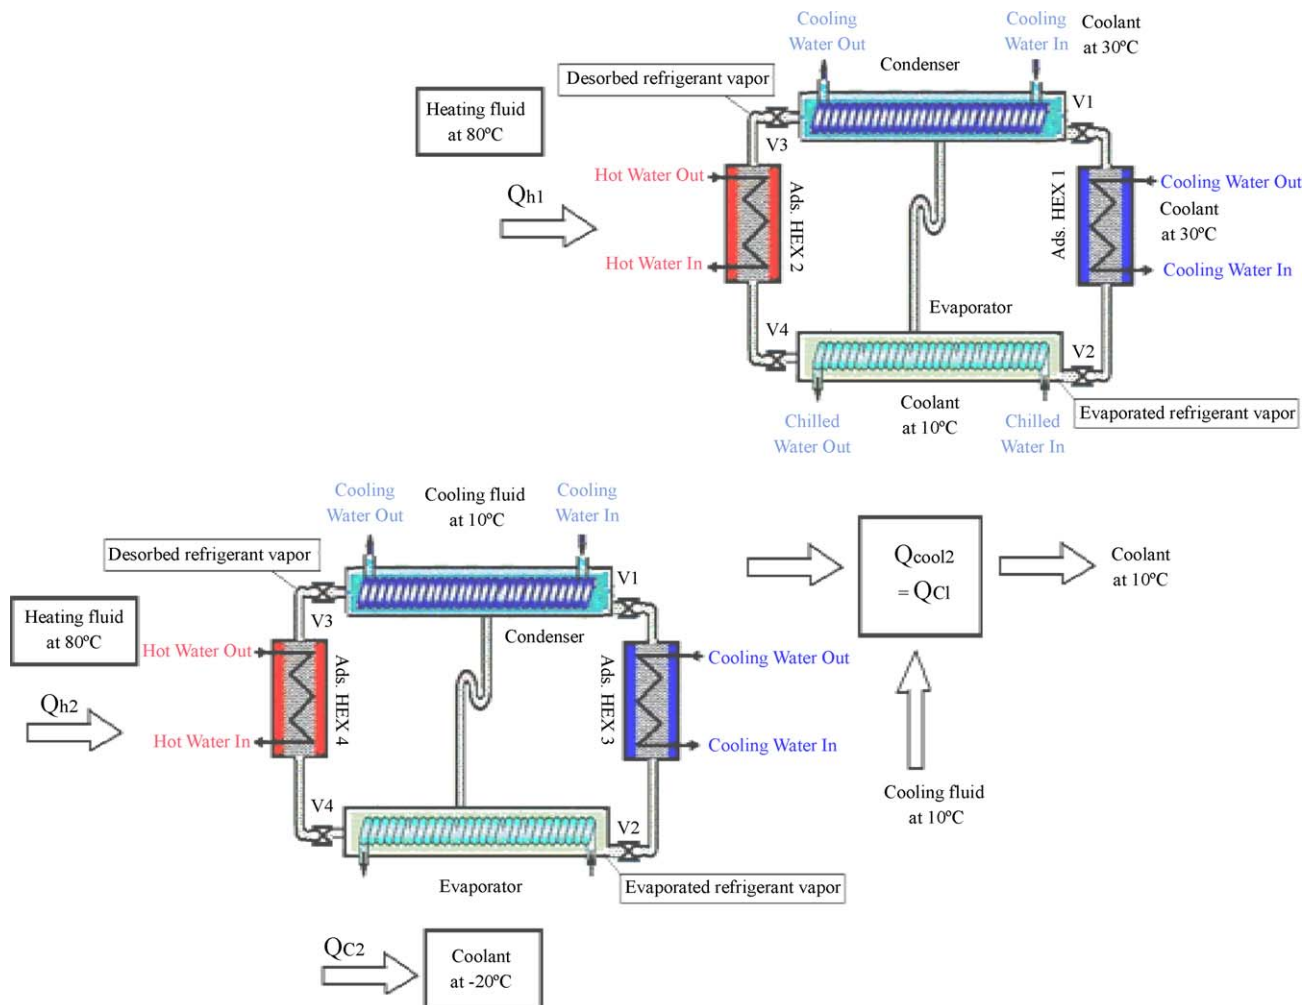 Cooling
Water Out
Cooling
Water In
Coolant
at 30ºC
Condenser
Desorbed refrigerant vapor
V1
Heating fluid
at 80ºC
V3
Hot Water Out
Ads. HEX 2
Ads. HEX 1
Cooling Water Out
Coolant
at 30ºC
Qh1
Hot Water In
Cooling Water In
Evaporator
V4
V2
Coolant
at 10ºC
Evaporated refrigerant vapor
Chilled
Water Out
Chilled
Water In
Cooling
Water Out
Cooling fluid
at 10ºC
Cooling
Water In
Desorbed refrigerant vapor
V1
Qcool2
= QCl
Coolant
at 10ºC
Heating fluid
at 80ºC
V3
Condenser
Hot Water Out
Ads. HEX 4
Ads. HEX 3
Cooling Water Out
Qh2
Hot Water In
Cooling Water In
Cooling fluid
at 10ºC
V4
V2
Evaporator
Evaporated refrigerant vapor
QC2
Coolant
at -20ºC